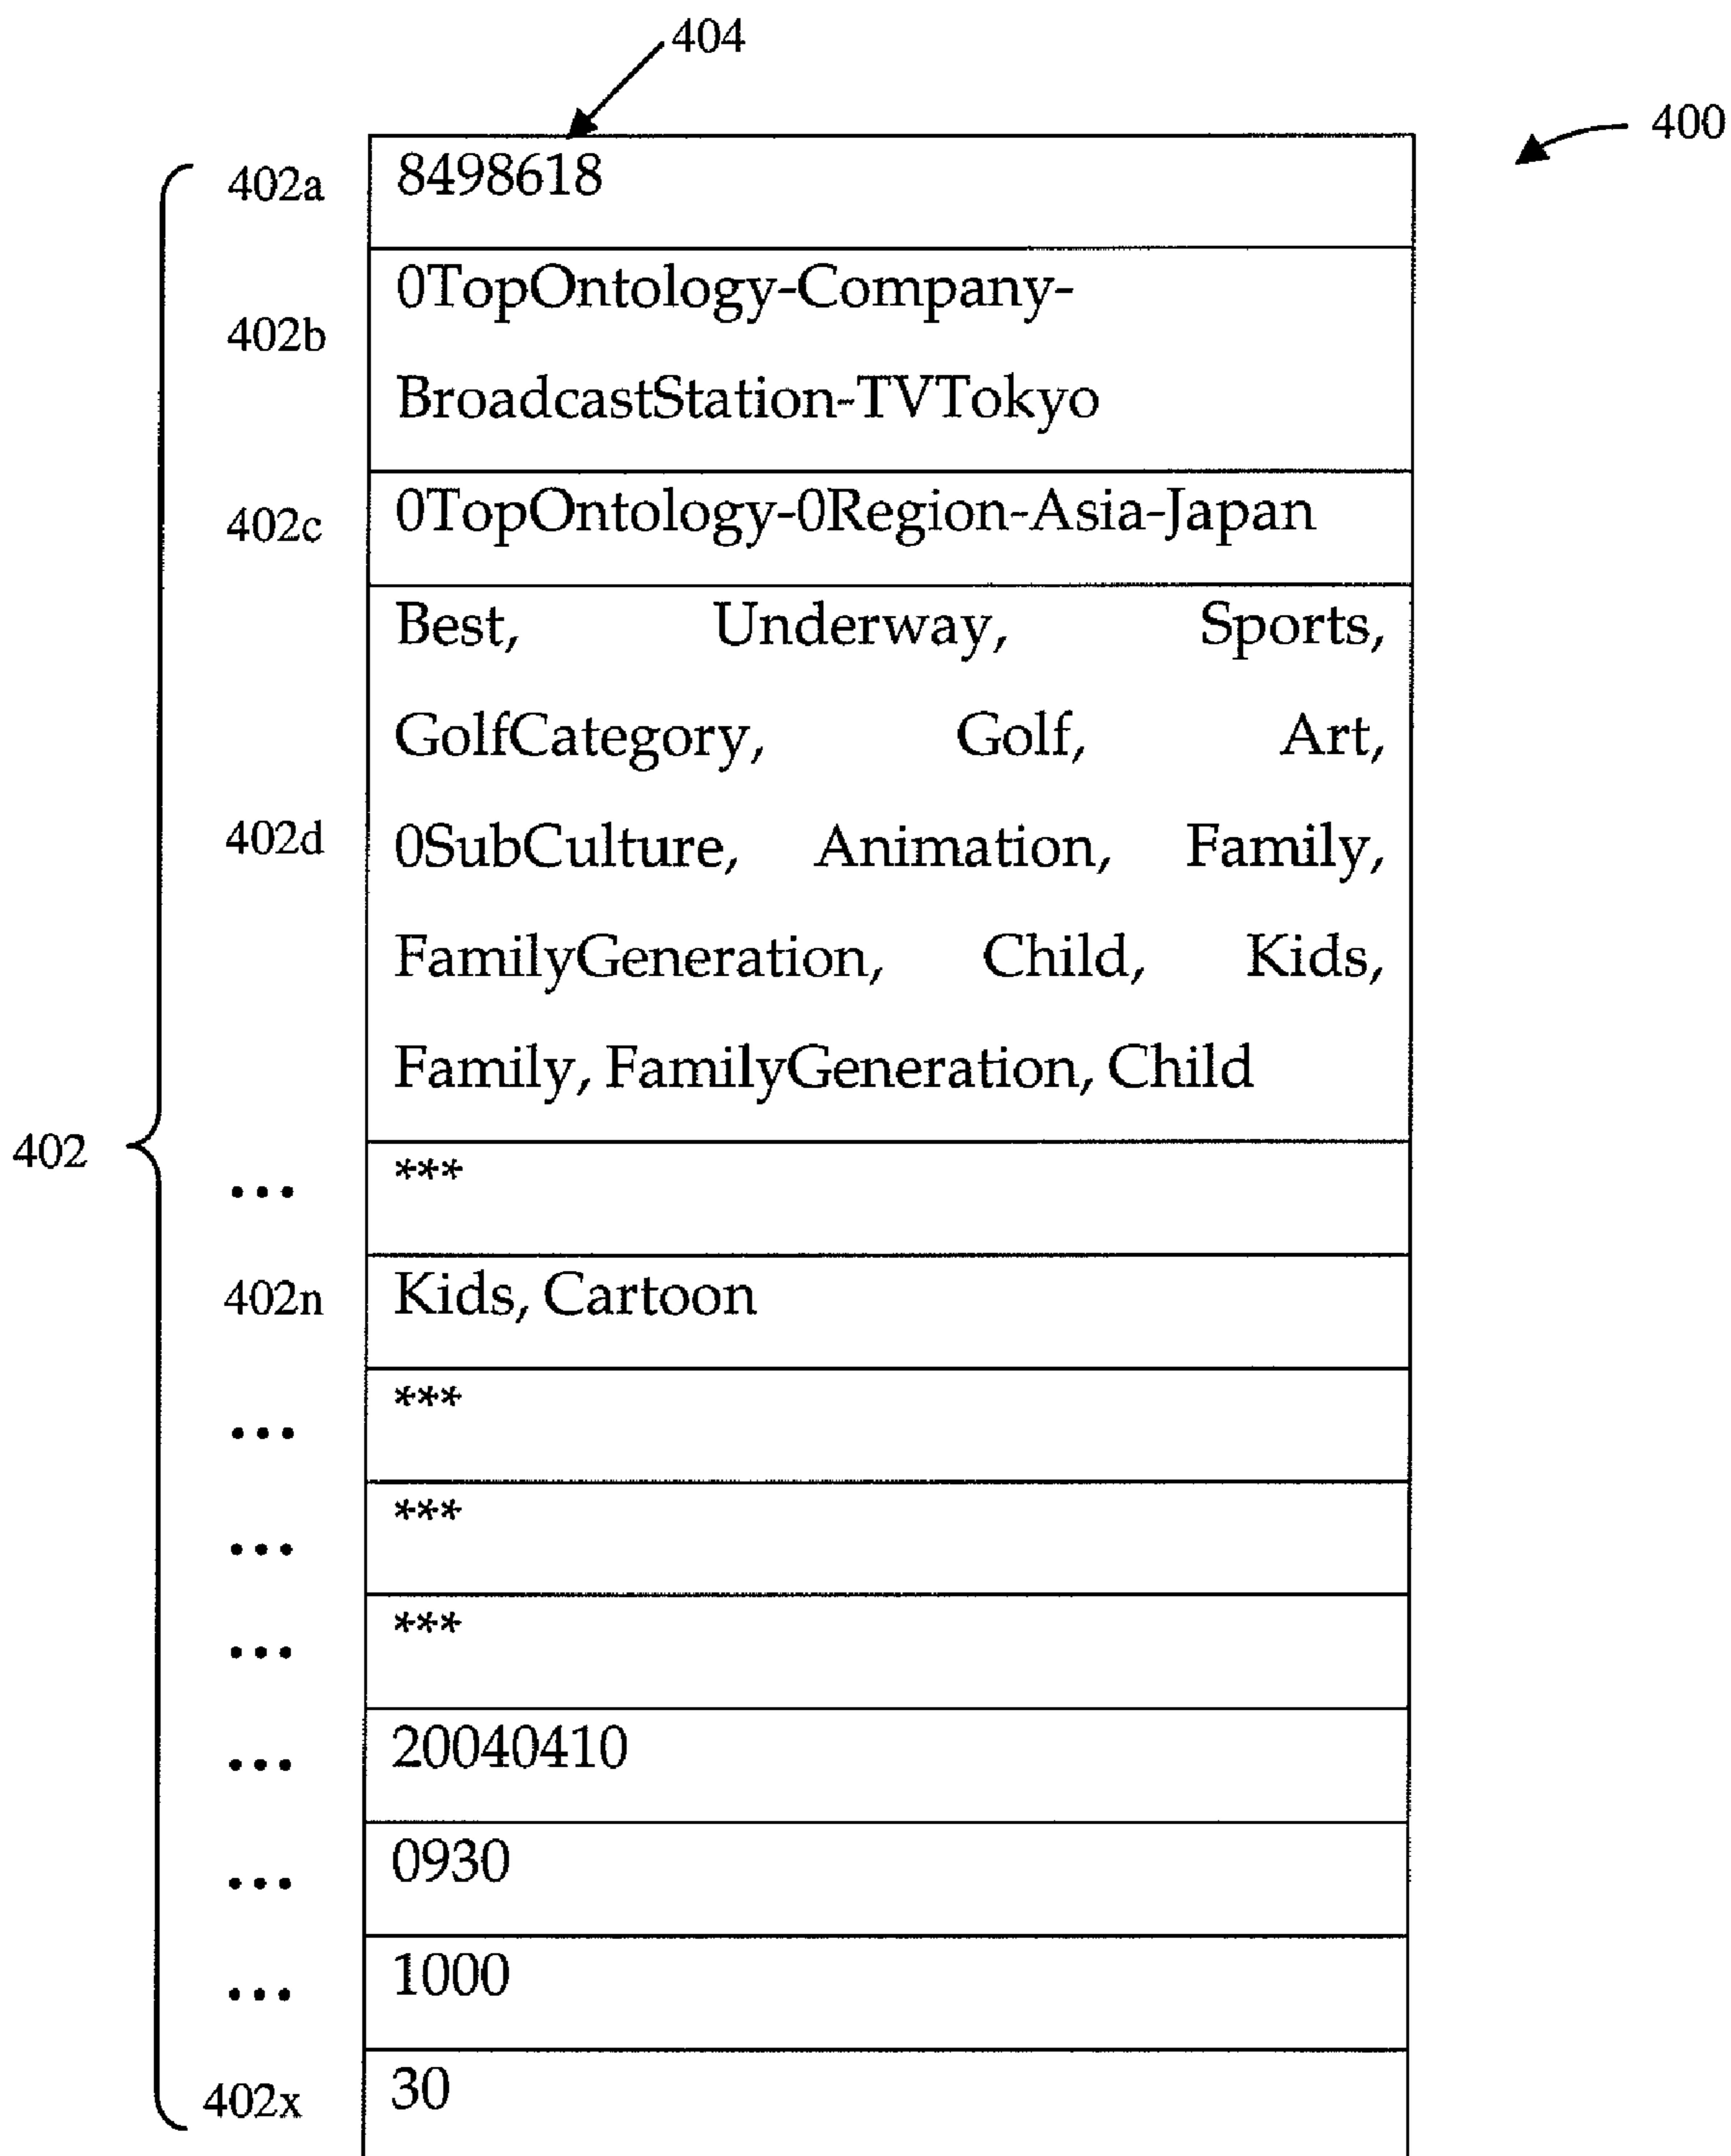 404
400
402a 8498618
0TopOntology-Company-
402b
BroadcastStation-TVTokyo
402c 0TopOntology-0Region-Asia-Japan
Best, Underway, Sports,
GolfCategory, Golf, Art,
402d 0SubCulture, Animation, Family,
FamilyGeneration, Child, Kids,
Family, FamilyGeneration, Child
402
... ***
402n Kids, Cartoon
... ***
... ***
... ***
... 20040410
... 0930
... 1000
402x 30